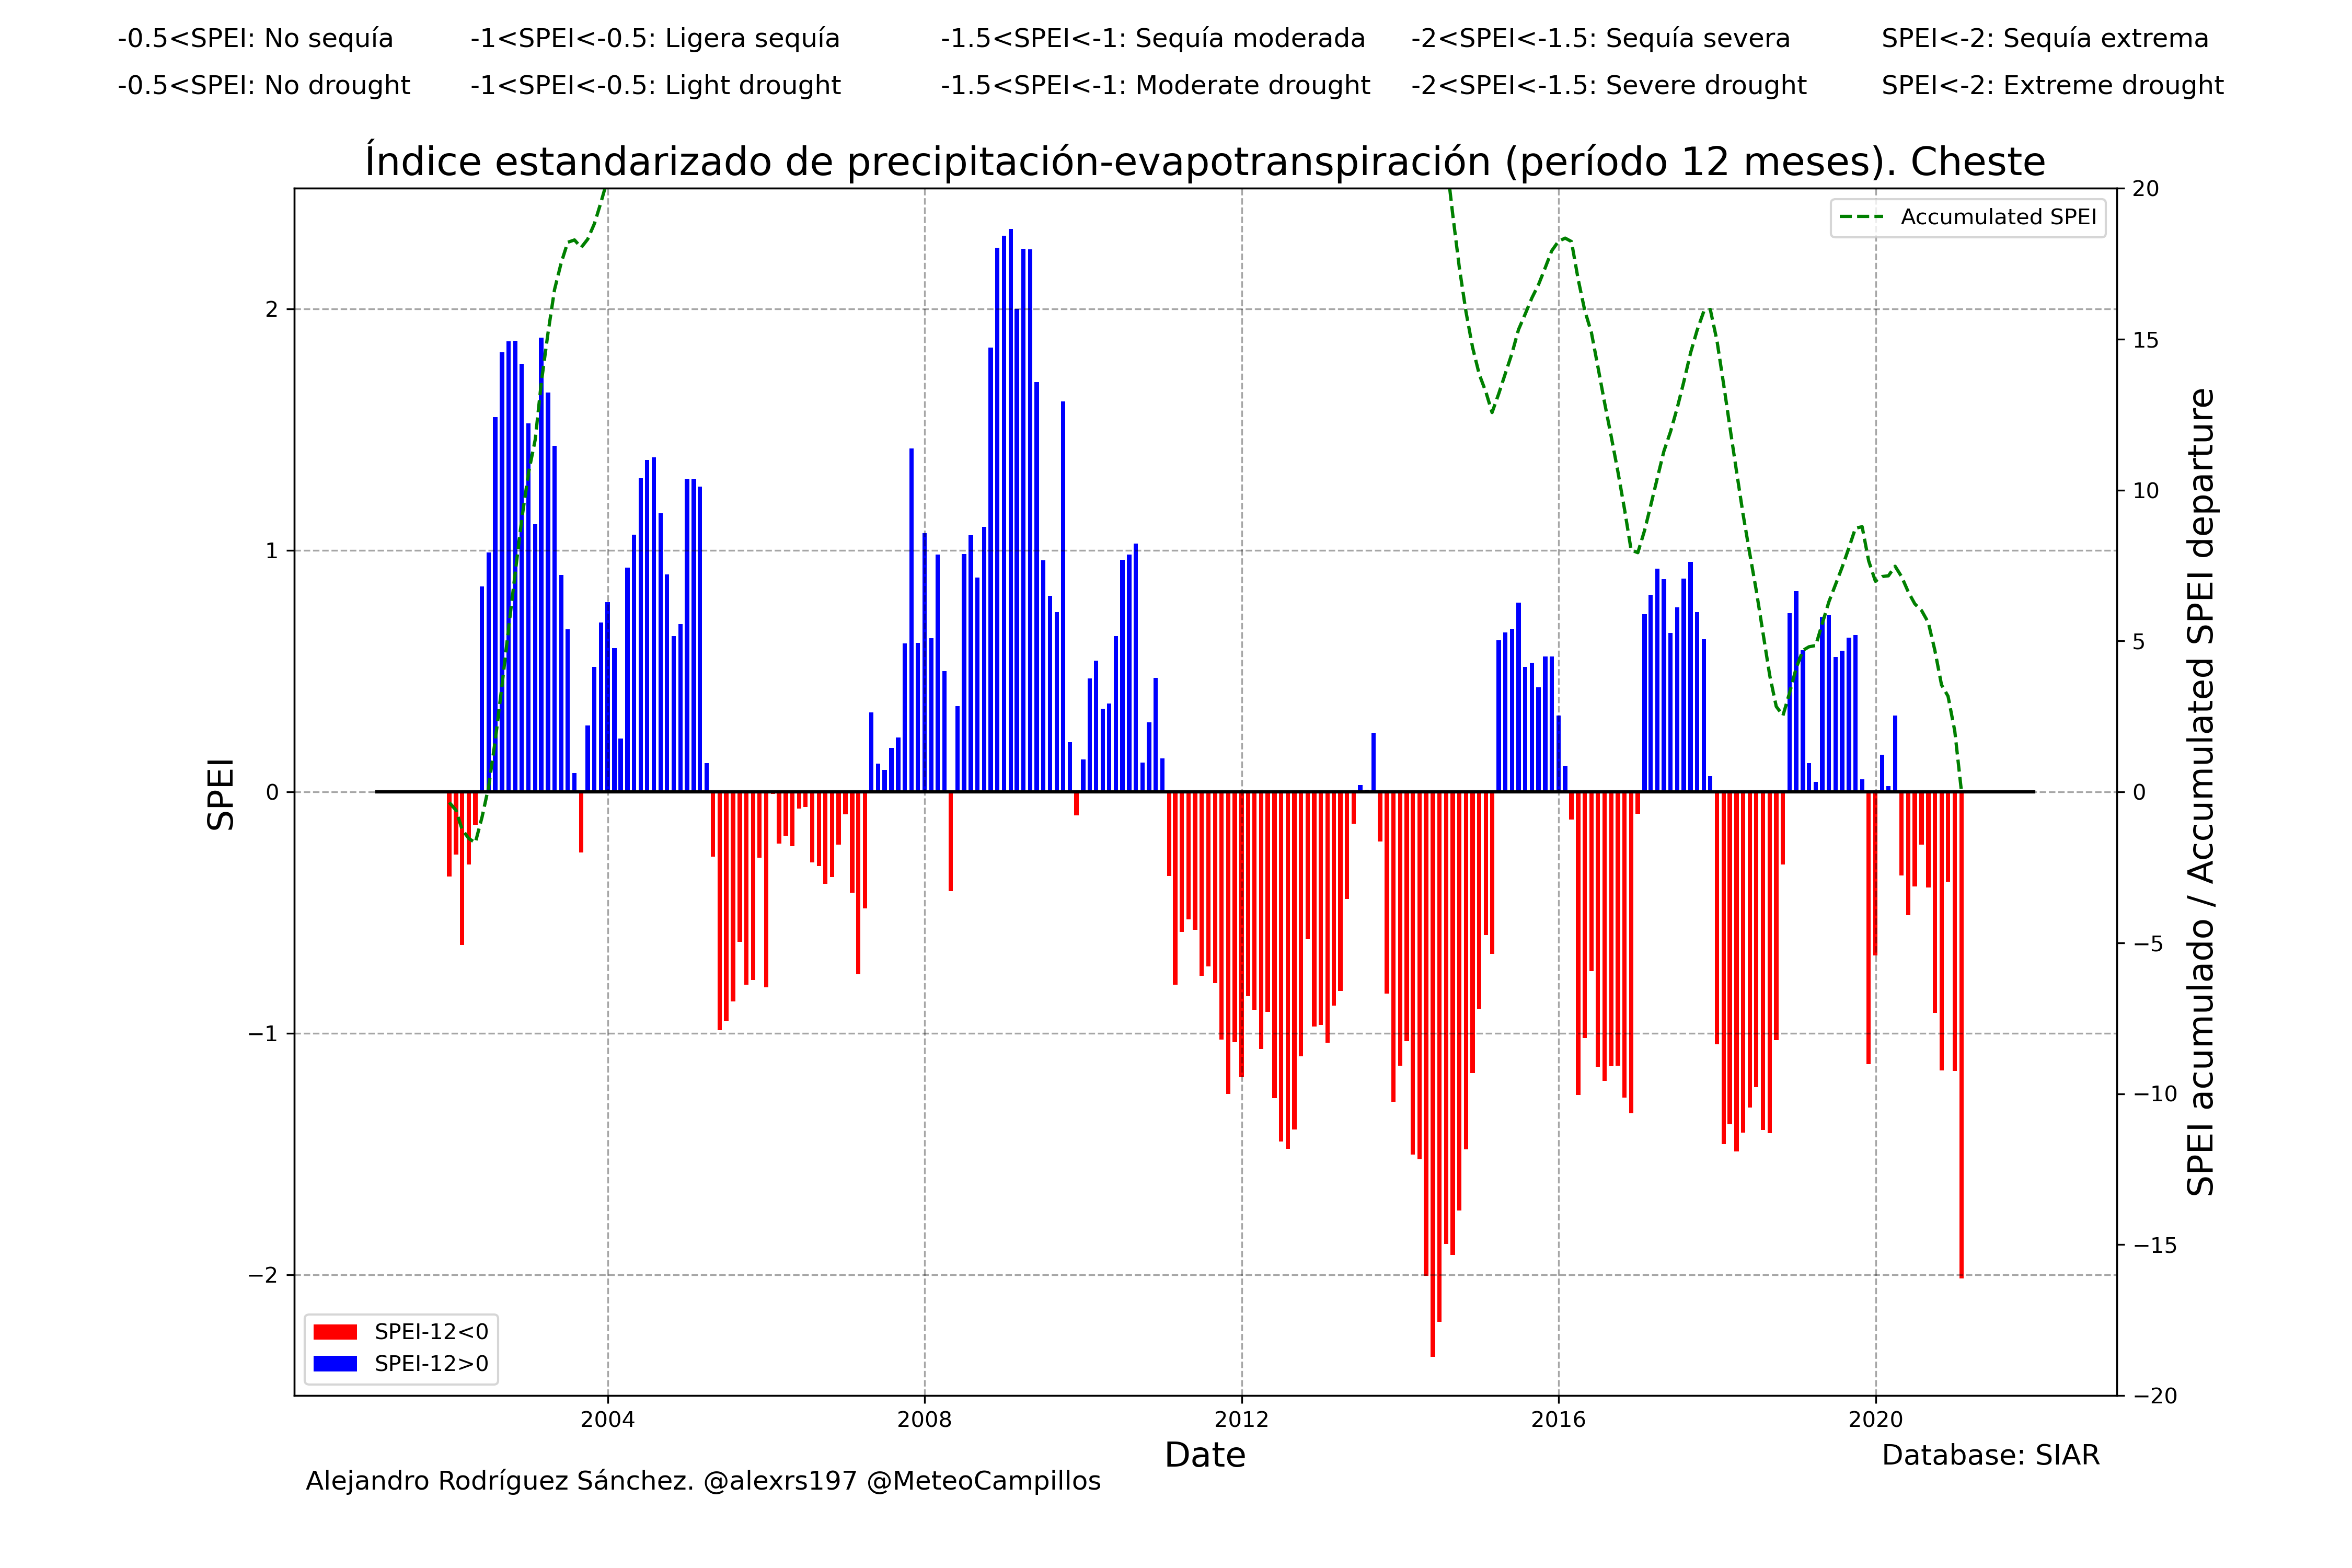 -0.5<SPEI: No sequía -1<SPEI<-0.5: Ligera sequía -1.5<SPEI<-1: Sequía moderada -2<SPEI<-1.5: Sequía severa SPEI<-2: Sequía extrema
-0.5<SPEI: No drought -1<SPEI<-0.5: Light drought -1.5<SPEI<-1: Moderate drought -2<SPEI<-1.5: Severe drought SPEI<-2: Extreme drought
Índice estandarizado de precipitación-evapotranspiración (período 12 meses). Cheste
Accumulated SPEI
SPEI
2
1
0
−1
−2
20
15
10
5
0
−5
−10
−15
−20
SPEI acumulado / Accumulated SPEI departure
SPEI-12<0
SPEI-12>0
2004 2008 2012 2016 2020
Date
Database: SIAR
Alejandro Rodríguez Sánchez. @alexrs197 @MeteoCampillos